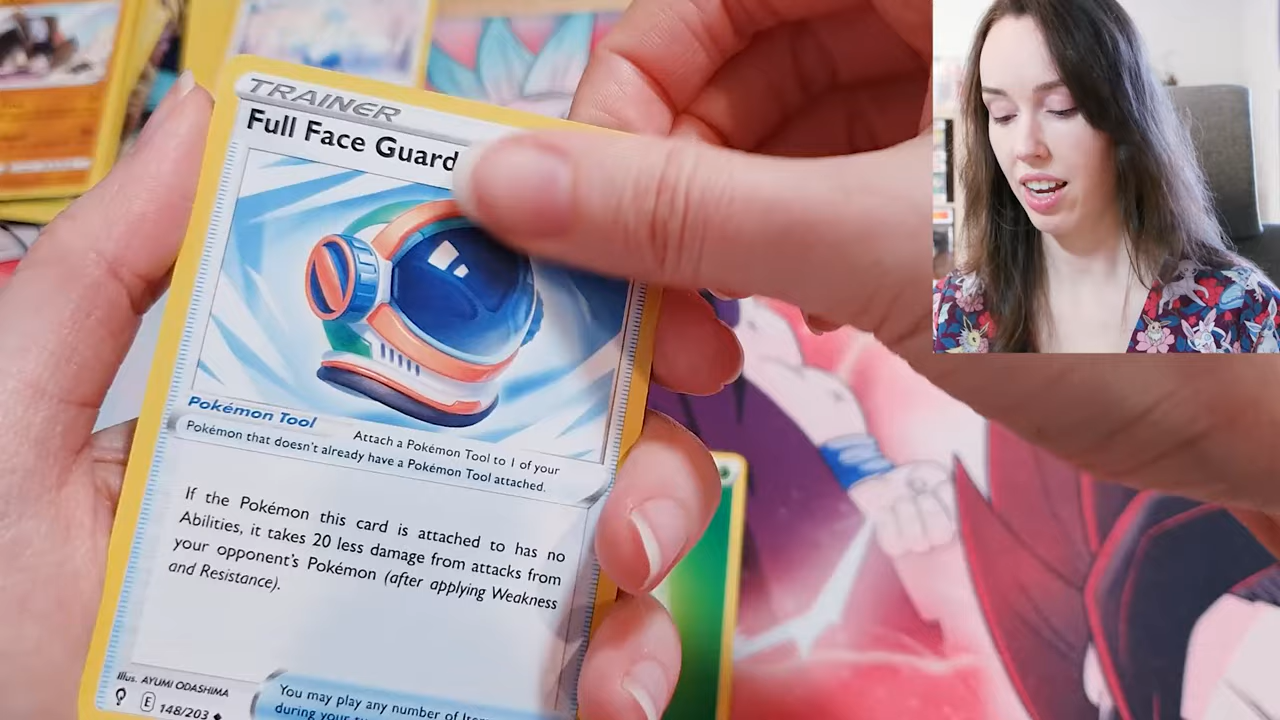 TRAINER
Full Face Guard
Pokémon Tool
Attach a Pokémon Tool to 1 of your
Pokémon that doesn't already have a Pokémon Tool attached.
If the Pokémon this card is attached to has no
Abilities, it takes 20 less damage from attacks from
your opponent's Pokémon (after applying Weakness
and Resistance).
Illus. AYUMI ODASHIMA
E 148/203
You may play any number of Item
during your